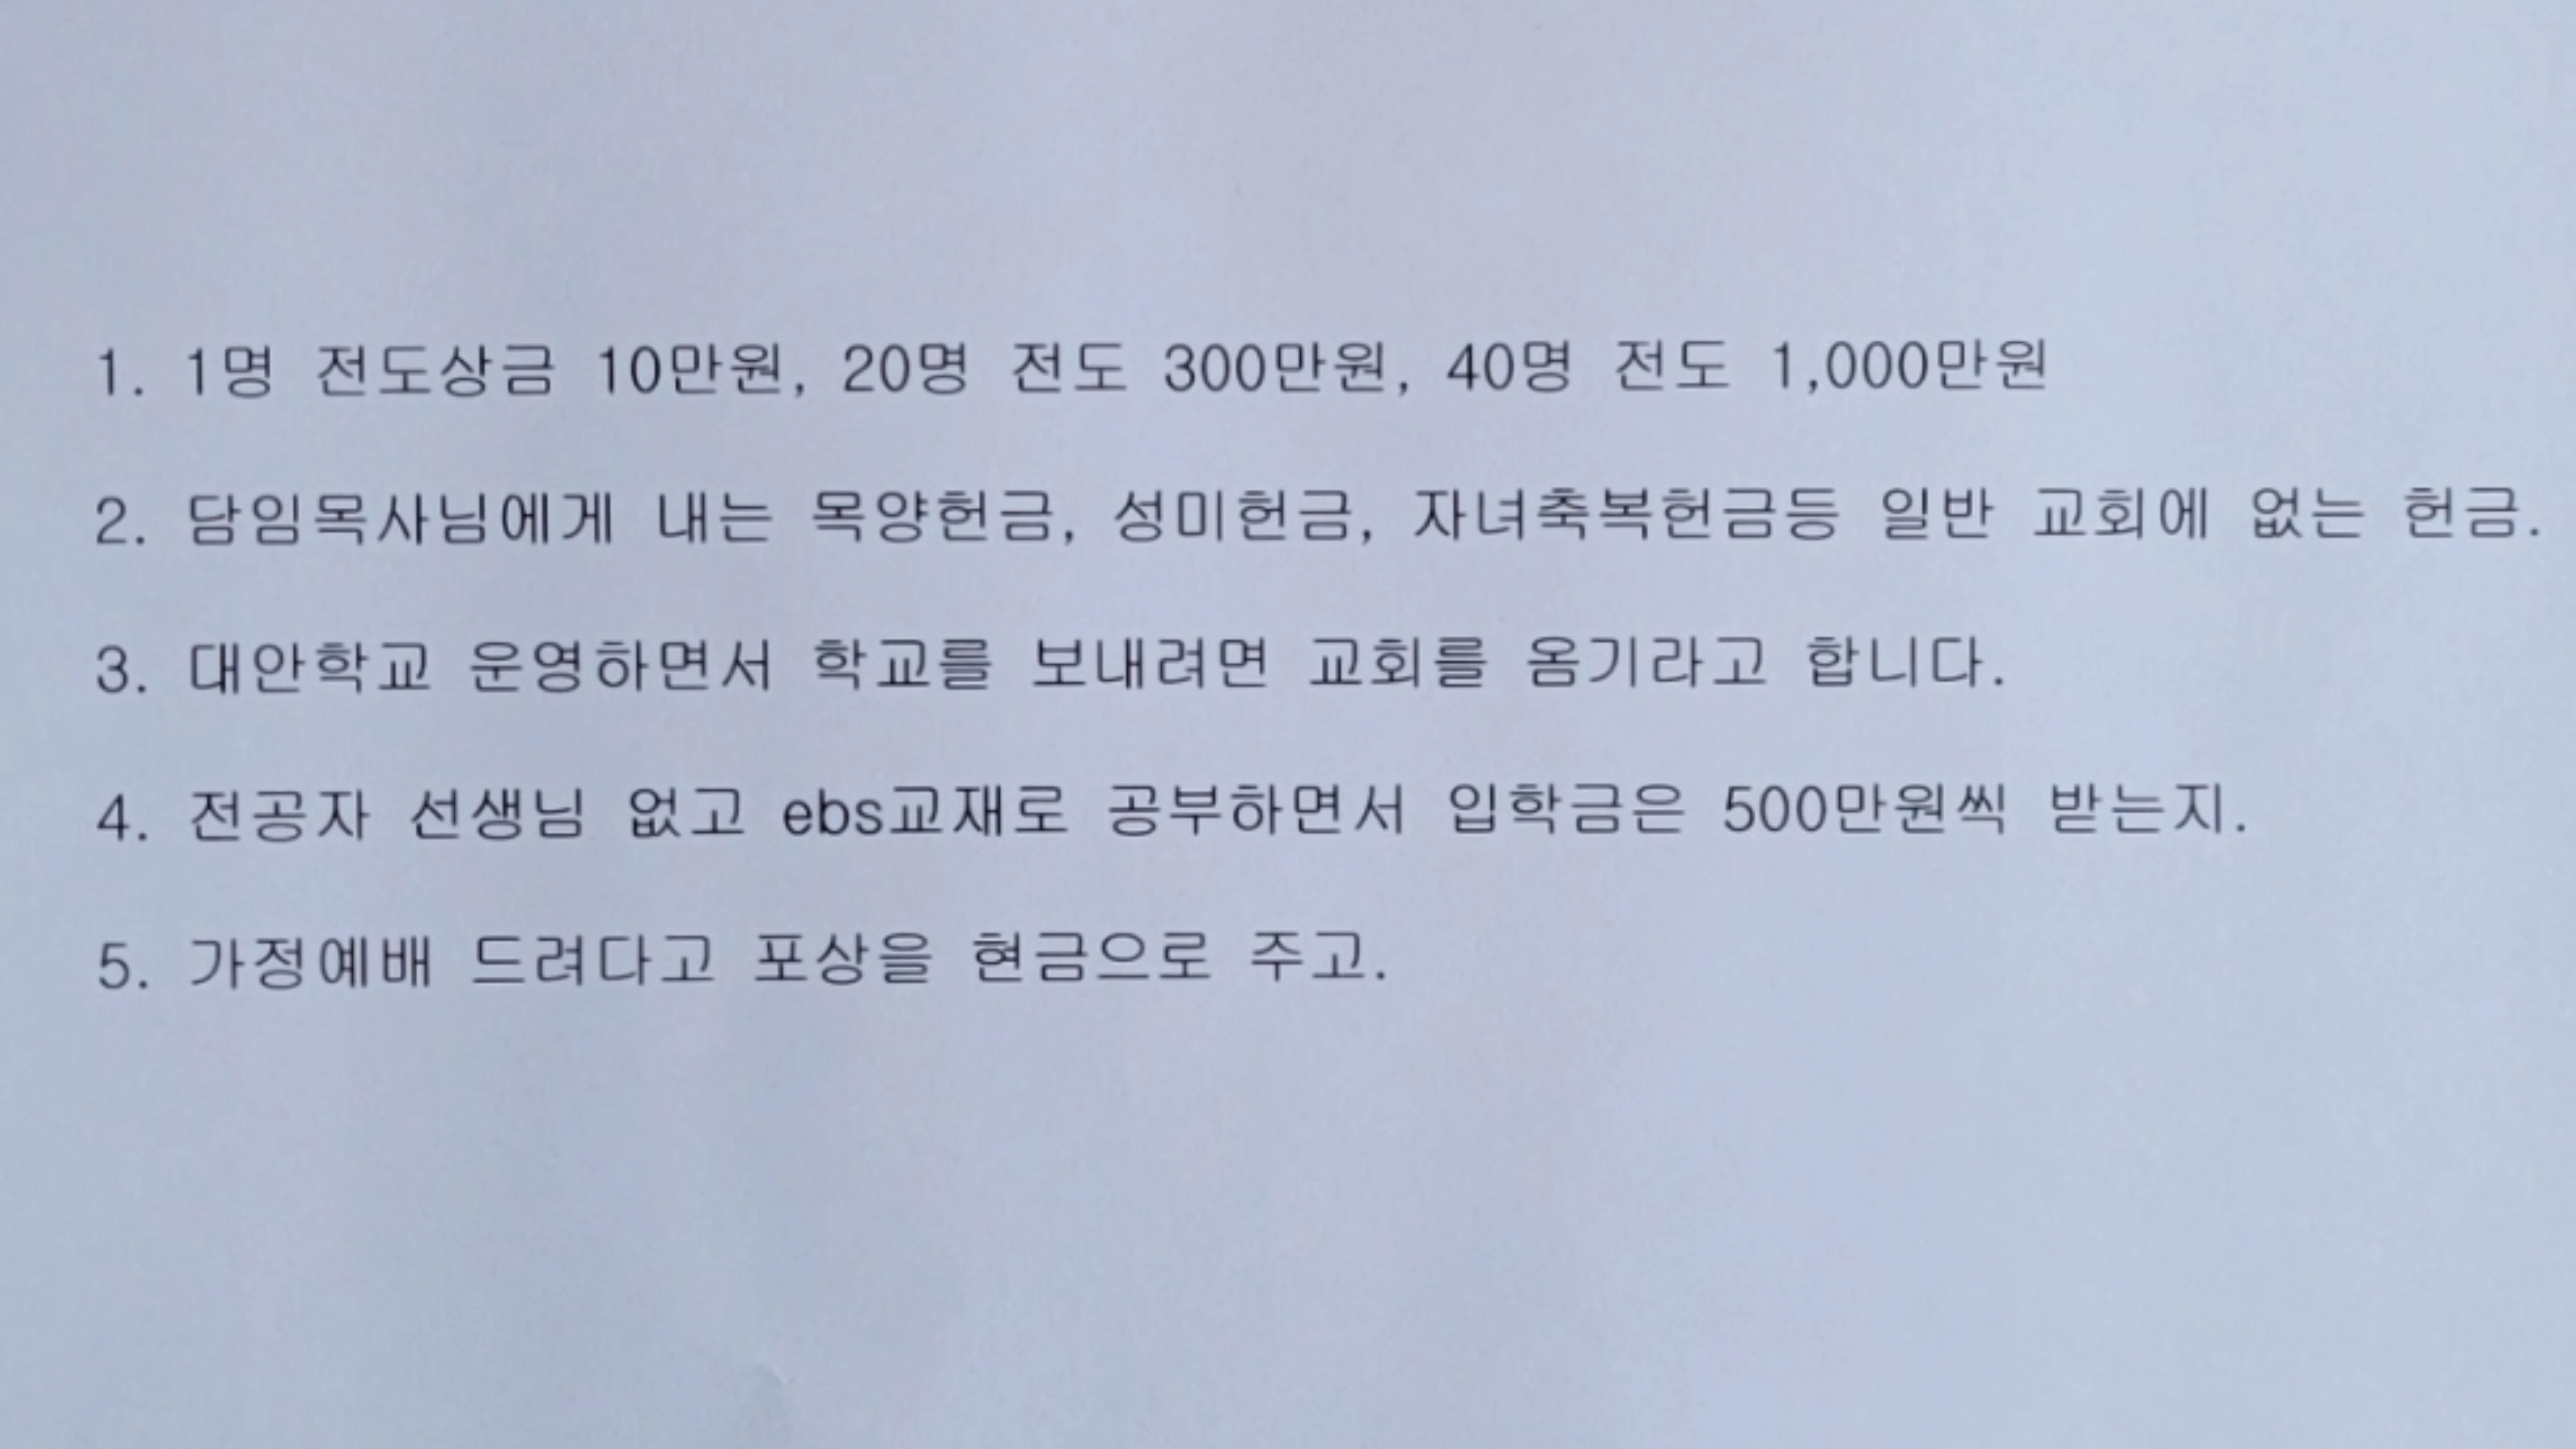 1. 1명 전도상금 10만원, 20명 전도 300만원, 40명 전도 1,000만원
2. 담임목사님에게 내는 목양헌금, 성미헌금, 자녀축복헌금등 일반 교회에 없는 헌금.
3. 대안학교 운영하면서 학교를 보내려면 교회를 옴기라고 합니다.
4. 전공자 선생님 없고 ebs교재로 공부하면서 입학금은 500만원씩 받는지.
5. 가정예배 드려다고 포상을 현금으로 주고.